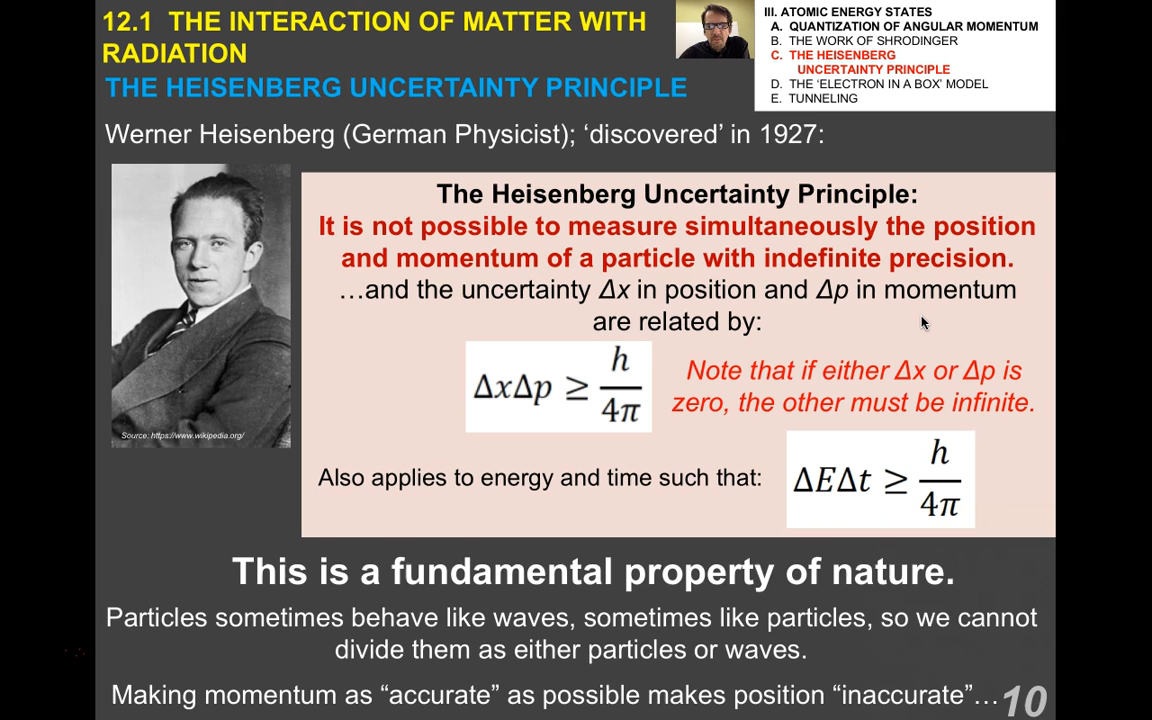 12.1  THE INTERACTION OF MATTER WITH
RADIATION
THE HEISENBERG UNCERTAINTY PRINCIPLE
III. ATOMIC ENERGY STATES
A. QUANTIZATION OF ANGULAR MOMENTUM
B. THE WORK OF SHRODINGER
C. THE HEISENBERG
UNCERTAINTY PRINCIPLE
D. THE ‘ELECTRON IN A BOX’ MODEL
E. TUNNELING
Werner Heisenberg (German Physicist); ‘discovered’ in 1927:
Source: https://www.wikipedia.org/
The Heisenberg Uncertainty Principle:
It is not possible to measure simultaneously the position
and momentum of a particle with indefinite precision.
…and the uncertainty Δx in position and Δp in momentum
are related by:
ΔxΔp ≥ h/4π
Note that if either Δx or Δp is
zero, the other must be infinite.
Also applies to energy and time such that:
ΔEΔt ≥ h/4π
This is a fundamental property of nature.
Particles sometimes behave like waves, sometimes like particles, so we cannot
divide them as either particles or waves.
Making momentum as “accurate” as possible makes position “inaccurate”…
10